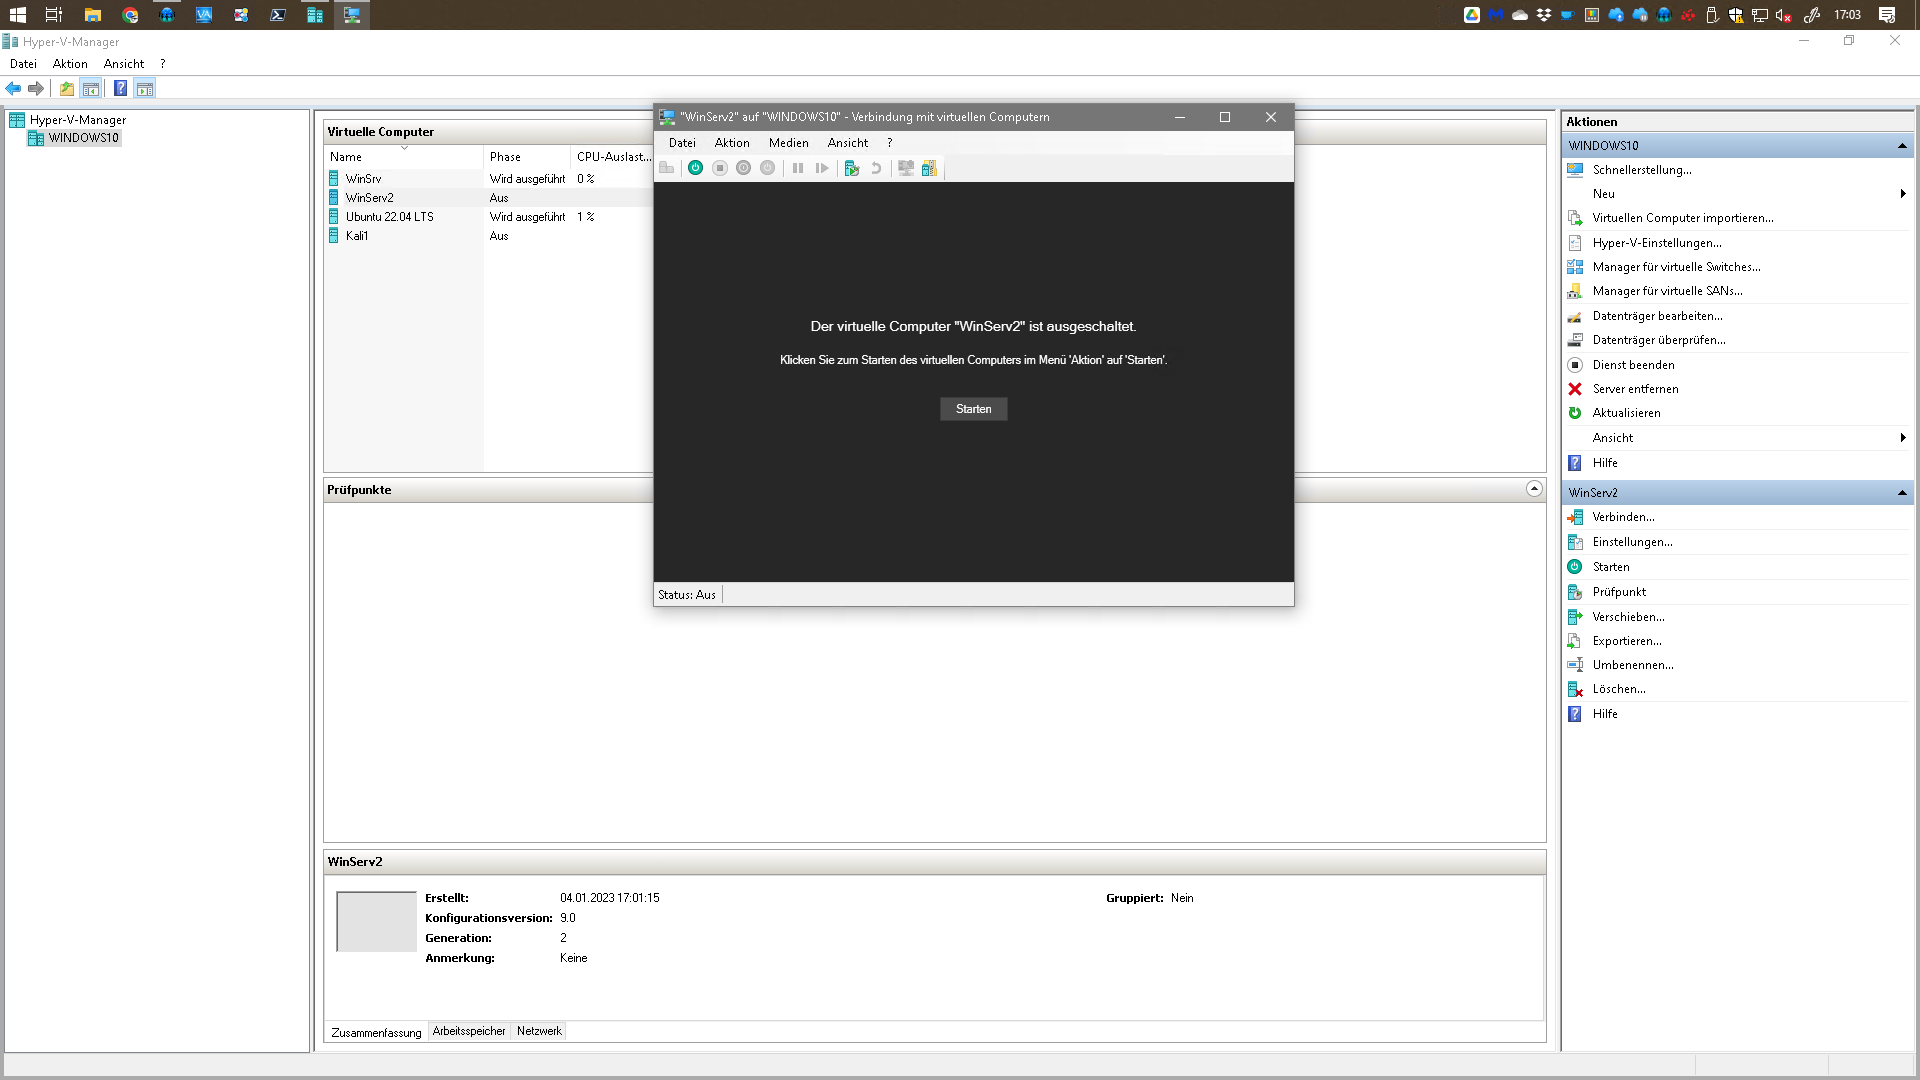 17:03
Hyper-V-Manager
Datei Aktion Ansicht ?
Hyper-V-Manager
WINDOWS10
Virtuelle Computer
Name Phase CPU-Auslast...
WinSrv Wird ausgeführt 0 %
WinServ2 Aus
Ubuntu 22.04 LTS Wird ausgeführt 1 %
Kali1 Aus
Prüfpunkte
WinServ2
Erstellt: 04.01.2023 17:01:15 Gruppiert: Nein
Konfigurationsversion: 9.0
Generation: 2
Anmerkung: Keine
Zusammenfassung Arbeitsspeicher Netzwerk
"WinServ2" auf "WINDOWS10" - Verbindung mit virtuellen Computern
Datei Aktion Medien Ansicht ?
Der virtuelle Computer "WinServ2" ist ausgeschaltet.
Klicken Sie zum Starten des virtuellen Computers im Menü 'Aktion' auf 'Starten'.
Starten
Status: Aus
Aktionen
WINDOWS10
Schnellerstellung...
Neu
Virtuellen Computer importieren...
Hyper-V-Einstellungen...
Manager für virtuelle Switches...
Manager für virtuelle SANs...
Datenträger bearbeiten...
Datenträger überprüfen...
Dienst beenden
Server entfernen
Aktualisieren
Ansicht
Hilfe
WinServ2
Verbinden...
Einstellungen...
Starten
Prüfpunkt
Verschieben...
Exportieren...
Umbenennen...
Löschen...
Hilfe